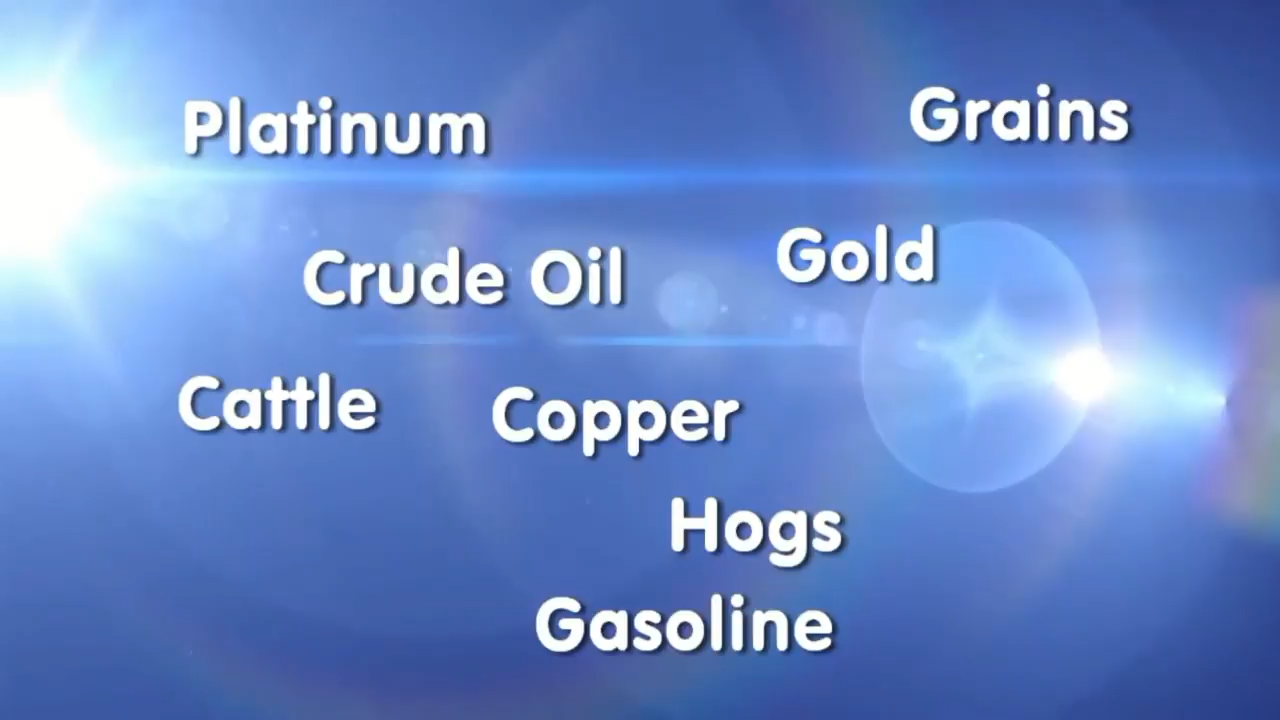 Platinum
Grains
Crude Oil
Gold
Cattle
Copper
Hogs
Gasoline